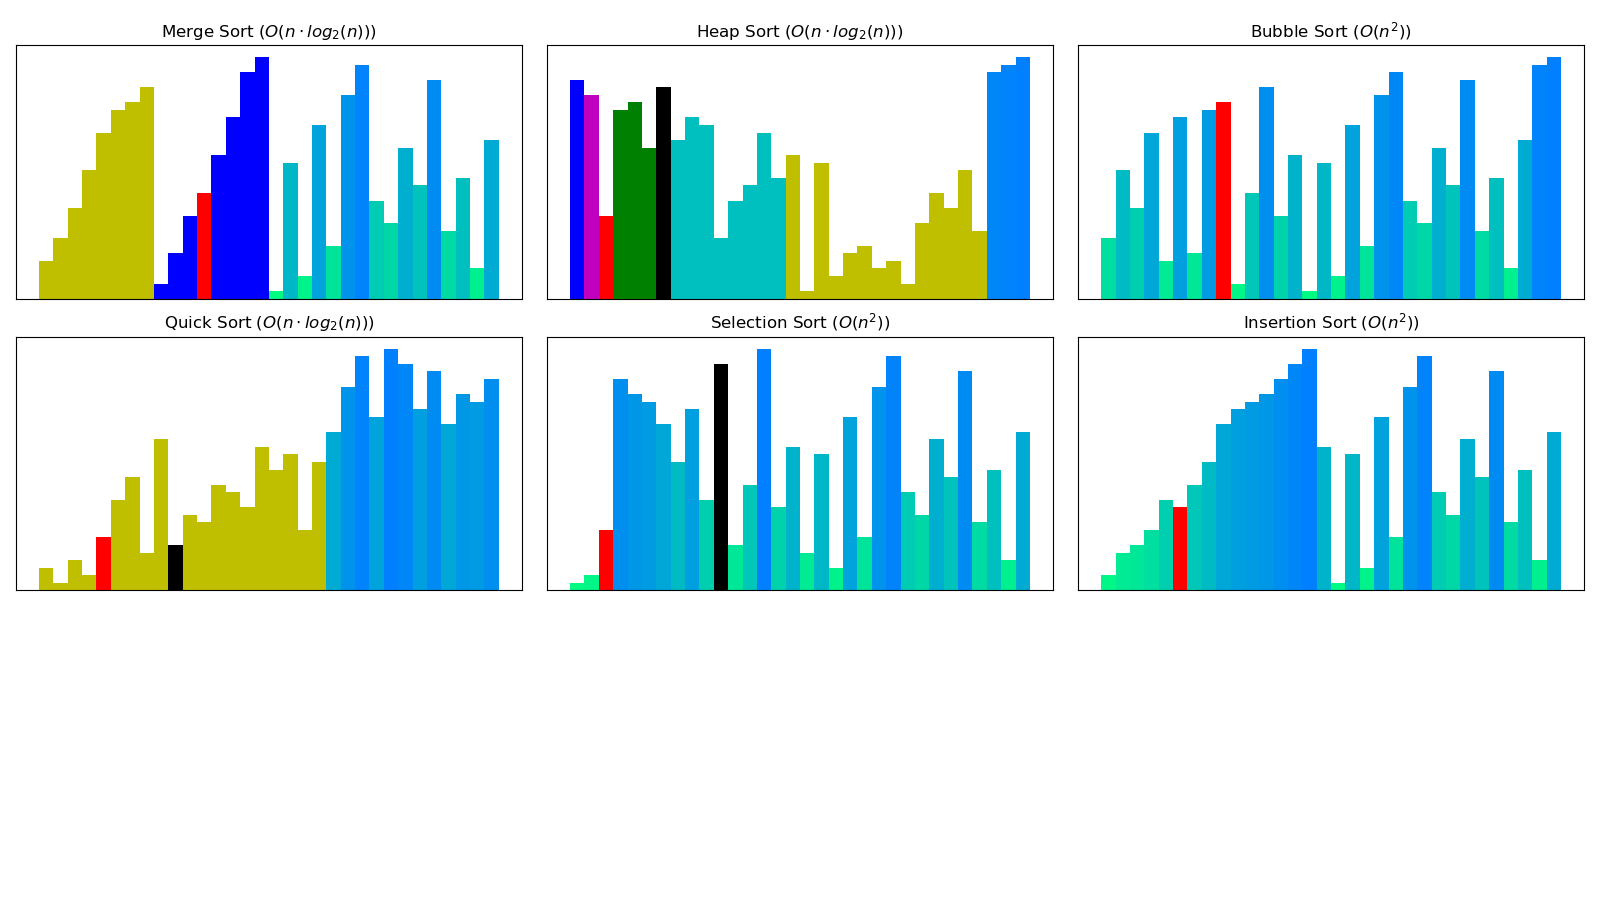 Merge Sort (O(n · log₂(n)))
Heap Sort (O(n · log₂(n)))
Bubble Sort (O(n²))
Quick Sort (O(n · log₂(n)))
Selection Sort (O(n²))
Insertion Sort (O(n²))